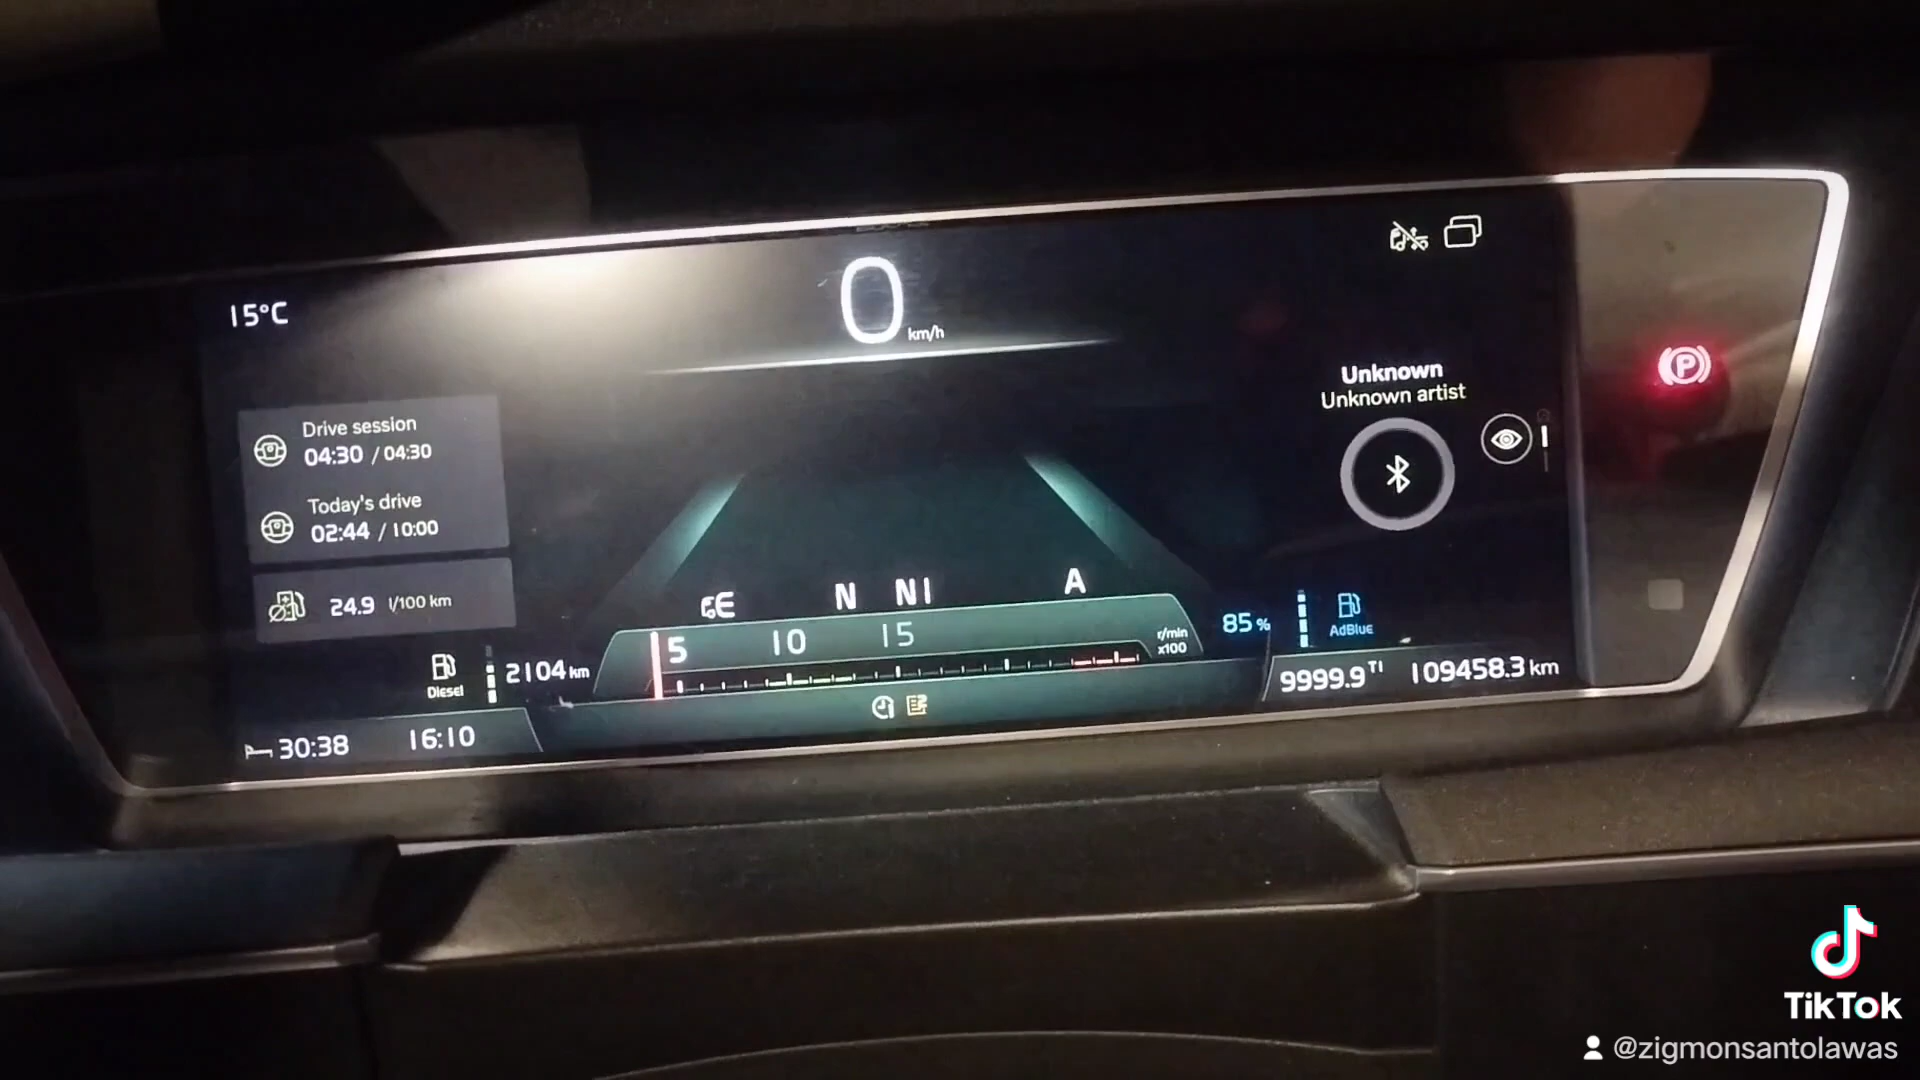 15°C
0 km/h
Drive session
04:30 / 04:30
Today's drive
02:44 / 10:00
24.9 l/100 km
Unknown
Unknown artist
E N N1 A
5 10 15
r/min
x100
Diesel
2104 km
85%
AdBlue
9999.9 T1 109458.3 km
30:38 16:10
P
TikTok
@zigmonsantolawas